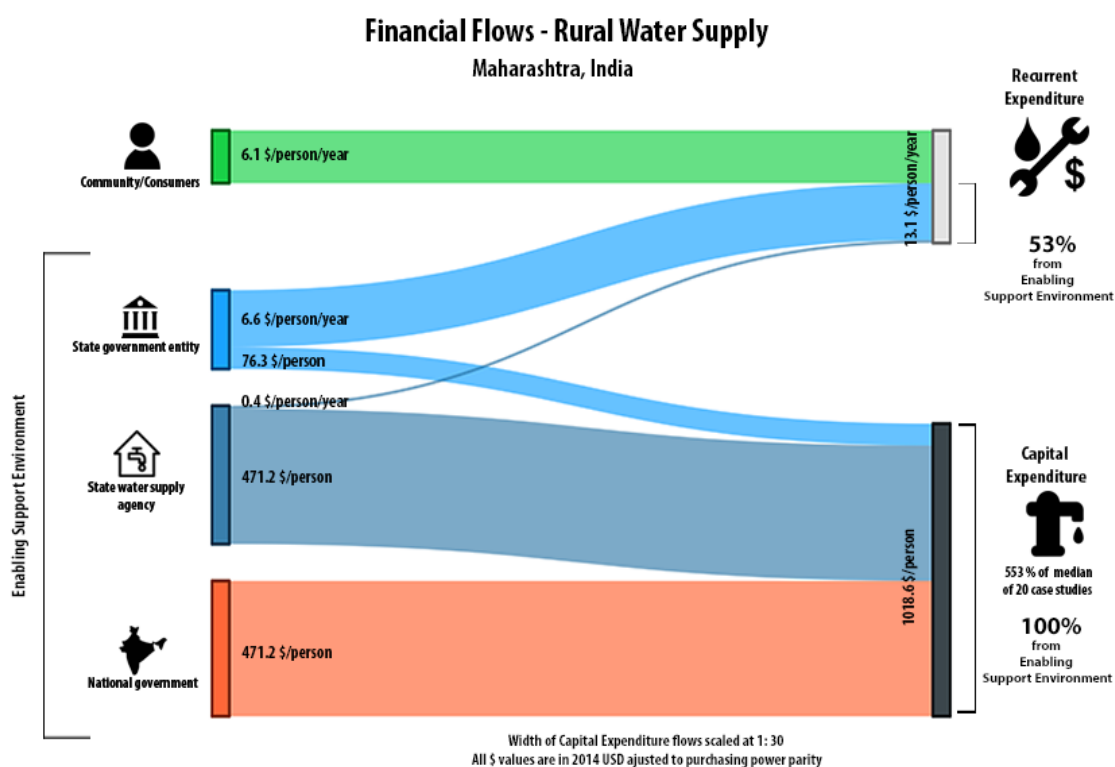 Financial Flows - Rural Water Supply
Maharashtra, India
Recurrent
Expenditure
6.1 $/person/year
13.1 $/person/year
$
Community/Consumers
53%
from
Enabling
Support Environment
6.6 $/person/year
State government entity
76.3 $/person
0.4 $/person/year
Enabling Support Environment
Capital
Expenditure
471.2 $/person
State water supply
agency
1018.6 $/person
553 % of median
of 20 case studies
100%
from
Enabling
Support Environment
471.2 $/person
National government
Width of Capital Expenditure flows scaled at 1: 30
All $ values are in 2014 USD ajusted to purchasing power parity